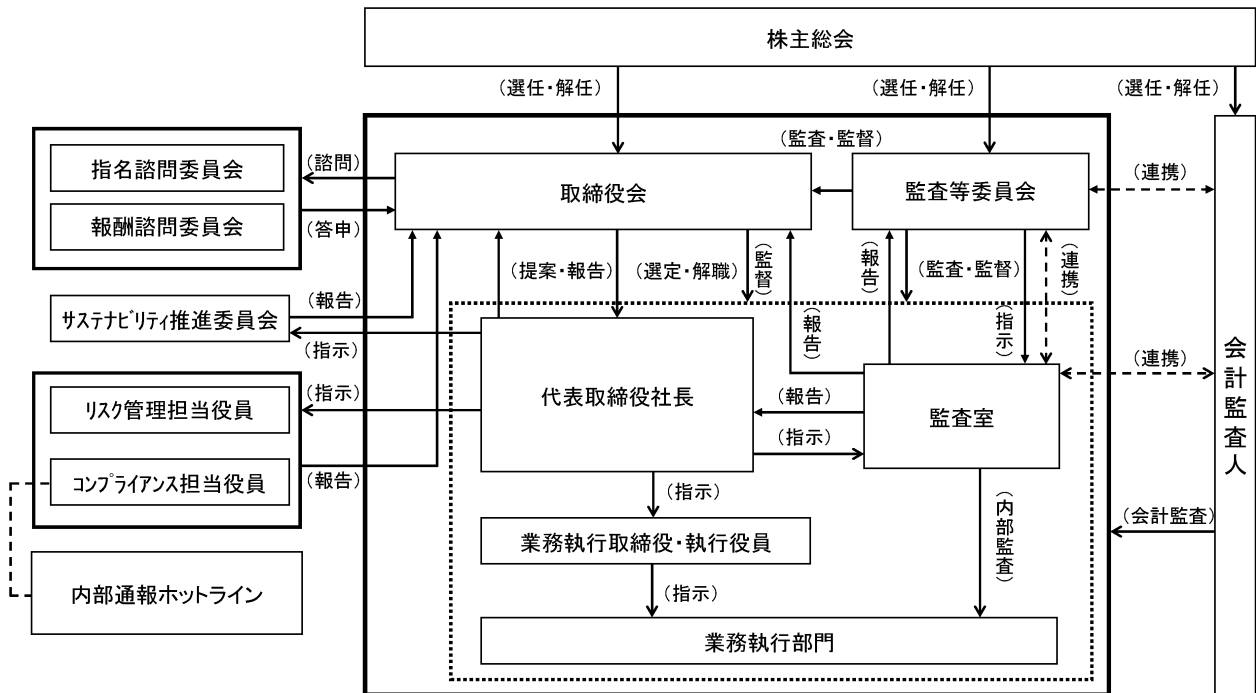 株主総会
(選任・解任)
(選任・解任)
(選任・解任)
指名諮問委員会
報酬諮問委員会
(諮問)
(答申)
取締役会
(監査・監督)
監査等委員会
(連携)
(提案・報告)
(選定・解職)
(監督)
(報告)
(報告)
(監査・監督)
(指示)
(連携)
サステナビリティ推進委員会
(報告)
(指示)
代表取締役社長
(報告)
(指示)
監査室
(連携)
会計監査人
リスク管理担当役員
コンプライアンス担当役員
(指示)
(報告)
(指示)
業務執行取締役・執行役員
(内部監査)
(会計監査)
内部通報ホットライン
(指示)
業務執行部門